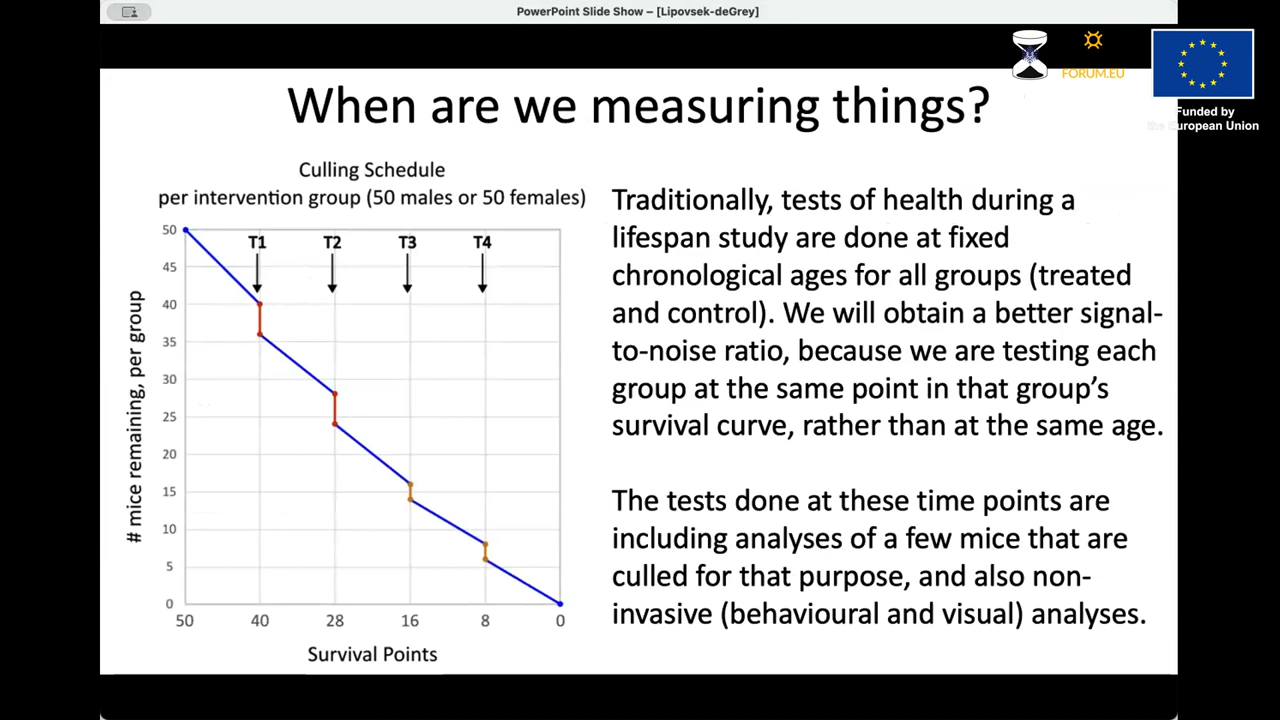 PowerPoint Slide Show – [Lipovsek-deGrey]
FORUM.EU
Funded by
the European Union
When are we measuring things?
Culling Schedule
per intervention group (50 males or 50 females)
# mice remaining, per group
50
45
40
35
30
25
20
15
10
5
0
T1
T2
T3
T4
50
40
28
16
8
0
Survival Points
Traditionally, tests of health during a
lifespan study are done at fixed
chronological ages for all groups (treated
and control). We will obtain a better signal-
to-noise ratio, because we are testing each
group at the same point in that group’s
survival curve, rather than at the same age.
The tests done at these time points are
including analyses of a few mice that are
culled for that purpose, and also non-
invasive (behavioural and visual) analyses.